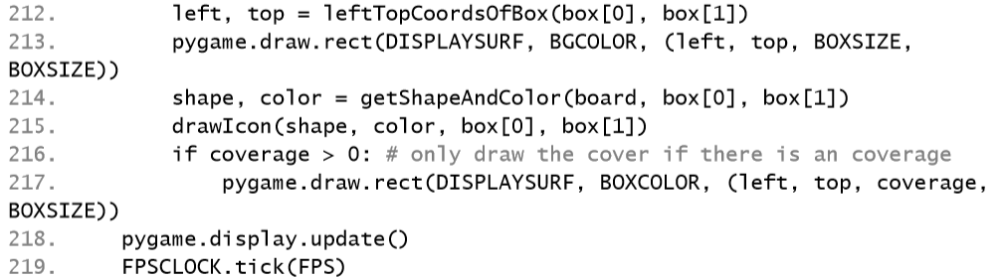 212.         left, top = leftTopCoordsOfBox(box[0], box[1])
213.         pygame.draw.rect(DISPLAYSURF, BGCOLOR, (left, top, BOXSIZE,
BOXSIZE))
214.         shape, color = getShapeAndColor(board, box[0], box[1])
215.         drawIcon(shape, color, box[0], box[1])
216.         if coverage > 0: # only draw the cover if there is an coverage
217.             pygame.draw.rect(DISPLAYSURF, BOXCOLOR, (left, top, coverage,
BOXSIZE))
218.     pygame.display.update()
219.     FPSCLOCK.tick(FPS)